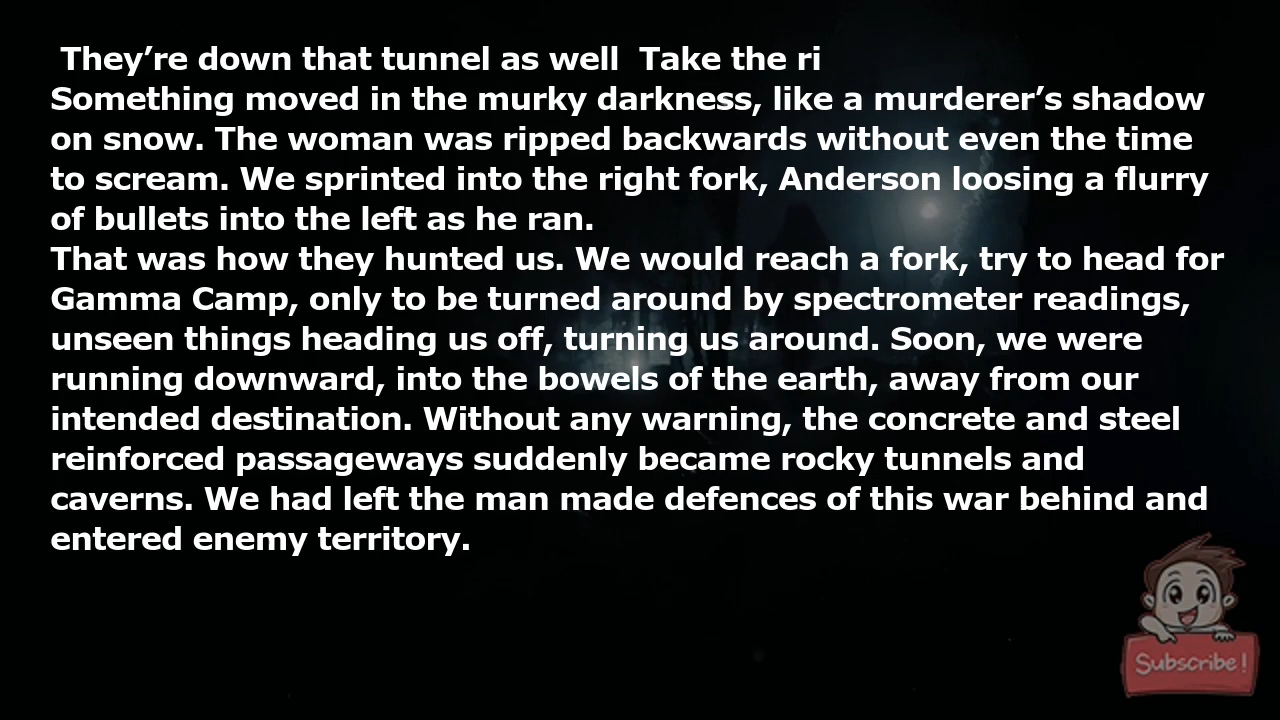 They’re down that tunnel as well  Take the ri
Something moved in the murky darkness, like a murderer’s shadow
on snow. The woman was ripped backwards without even the time
to scream. We sprinted into the right fork, Anderson loosing a flurry
of bullets into the left as he ran.
That was how they hunted us. We would reach a fork, try to head for
Gamma Camp, only to be turned around by spectrometer readings,
unseen things heading us off, turning us around. Soon, we were
running downward, into the bowels of the earth, away from our
intended destination. Without any warning, the concrete and steel
reinforced passageways suddenly became rocky tunnels and
caverns. We had left the man made defences of this war behind and
entered enemy territory.
Subscribe!